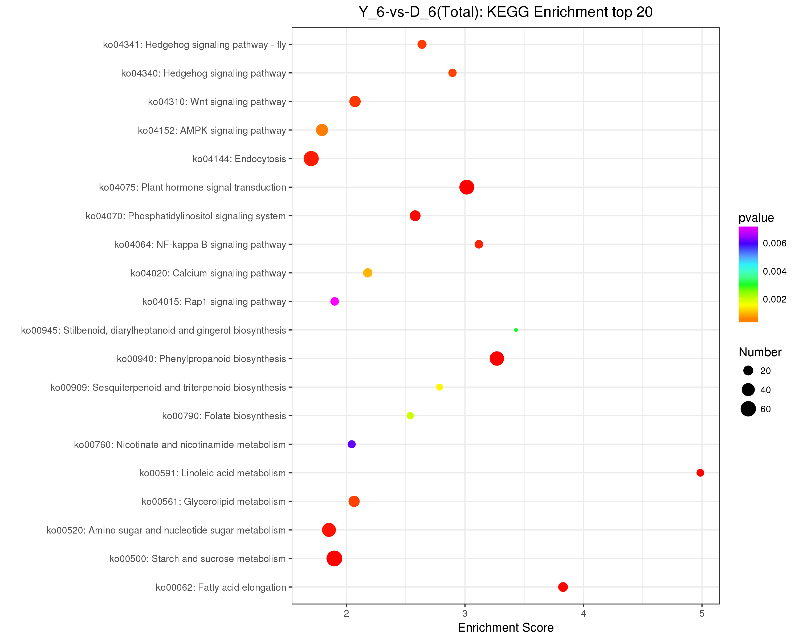 Y_6-vs-D_6(Total): KEGG Enrichment top 20
ko04341: Hedgehog signaling pathway - fly
ko04340: Hedgehog signaling pathway
ko04310: Wnt signaling pathway
ko04152: AMPK signaling pathway
ko04144: Endocytosis
ko04075: Plant hormone signal transduction
ko04070: Phosphatidylinositol signaling system
ko04064: NF-kappa B signaling pathway
ko04020: Calcium signaling pathway
ko04015: Rap1 signaling pathway
ko00945: Stilbenoid, diarylheptanoid and gingerol biosynthesis
ko00940: Phenylpropanoid biosynthesis
ko00909: Sesquiterpenoid and triterpenoid biosynthesis
ko00790: Folate biosynthesis
ko00760: Nicotinate and nicotinamide metabolism
ko00591: Linoleic acid metabolism
ko00561: Glycerolipid metabolism
ko00520: Amino sugar and nucleotide sugar metabolism
ko00500: Starch and sucrose metabolism
ko00062: Fatty acid elongation
2 3 4 5
Enrichment Score
pvalue
0.006
0.004
0.002
Number
20
40
60